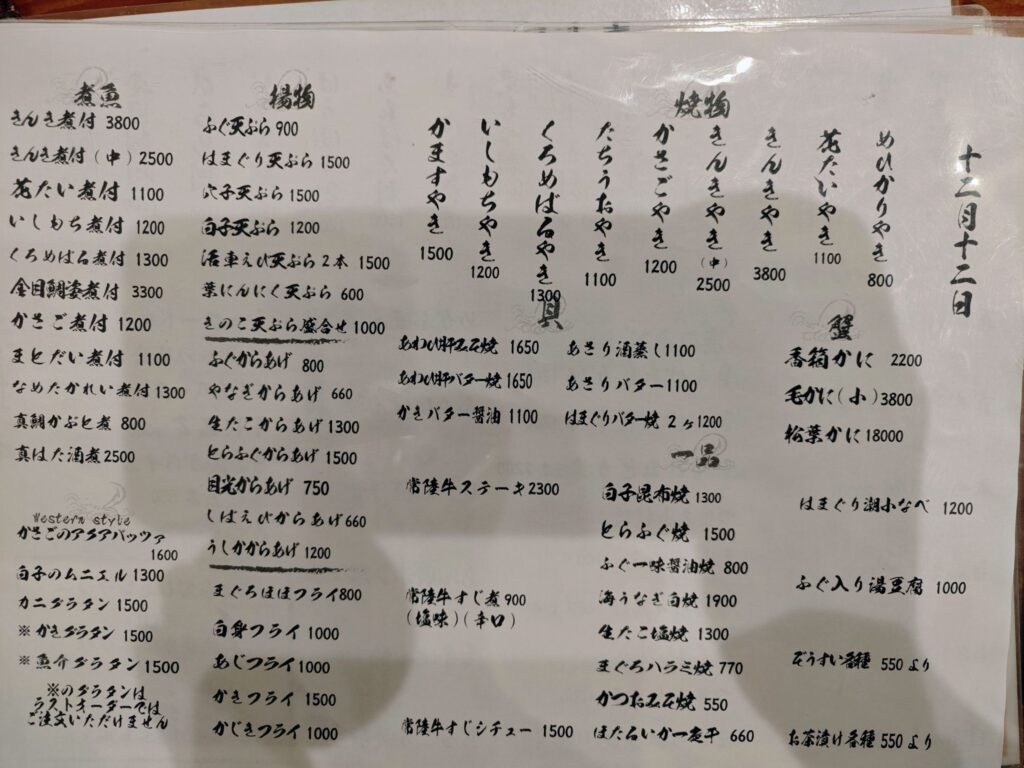 十二月十二日
焼物
めひかりやき 800
花たいやき 1100
きんきやき 3800
きんきやき(中) 2500
かさごやき 1200
たちうおやき 1100
くろめばるやき 1300
いしもちやき 1200
かますやき 1500
煮魚
きんき煮付 3800
きんき煮付(中)2500
花たい煮付 1100
いしもち煮付 1200
くろめばる煮付 1300
金目鯛姿煮付 3300
かさご煮付 1200
まとだい煮付 1100
なめたかれい煮付 1300
真鯛かぶと煮 800
真はた酒煮 2500
Western style
かさごのアクアパッツァ
1600
白子のムニエル 1300
カニグラタン 1500
※かきグラタン 1500
※魚介グラタン 1500
※のグラタンは
ラストオーダーでは
ご注文いただけません
揚物
ふぐ天ぷら 900
はまぐり天ぷら 1500
穴子天ぷら 1500
白子天ぷら 1200
活車えび天ぷら2本 1500
葉にんにく天ぷら 600
きのこ天ぷら盛合せ 1000
ふぐからあげ 800
やなぎからあげ 660
生たこからあげ 1300
とらふぐからあげ 1500
目光からあげ 750
しばえびからあげ 660
うしかからあげ 1200
まぐろほほフライ 800
白身フライ 1000
あじフライ 1000
かきフライ 1500
かじきフライ 1000
貝
あわび肝ホイル焼 1650
あわび肝バター焼 1650
かきバター醤油 1100
あさり酒蒸し 1100
あさりバター 1100
はまぐりバター焼 2ヶ 1200
蟹
香箱かに 2200
毛かに(小)3800
松葉かに 18000
常陸牛ステーキ 2300
常陸牛すじ煮 900
(塩味)(辛口)
常陸牛すじシチュー 1500
一品
白子昆布焼 1300
とらふぐ焼 1500
ふぐ一味醤油焼 800
海うなぎ白焼 1900
生たこ塩焼 1300
まぐろハラミ焼 770
かつおホイル焼 550
ほたるいか一夜干 660
はまぐり潮小なべ 1200
ふぐ入り湯豆腐 1000
ぞうすい各種 550より
お茶漬け各種 550より